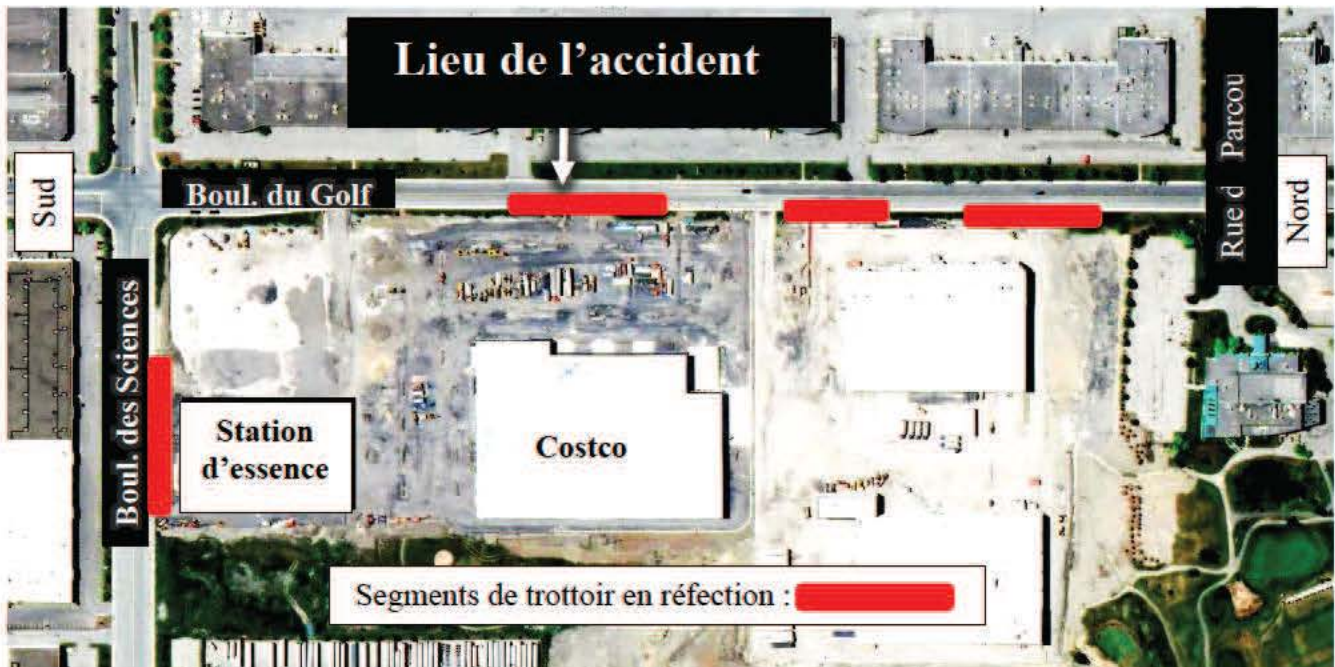 Lieu de l’accident
Sud
Boul. du Golf
Rue d Parcou
Nord
Boul. des Sciences
Station
d’essence
Costco
Segments de trottoir en réfection :